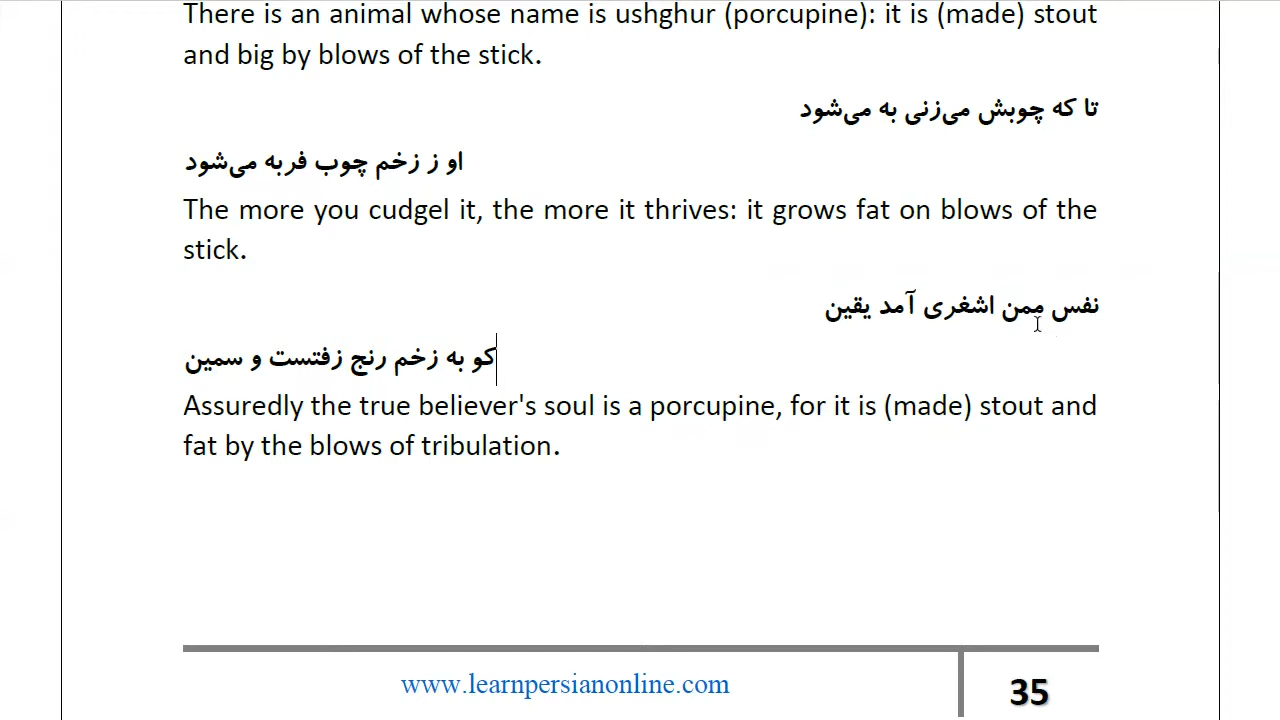 There is an animal whose name is ushghur (porcupine): it is (made) stout
and big by blows of the stick.
تا که چوبش می‌زنی به می‌شود
او ز زخم چوب فربه می‌شود
The more you cudgel it, the more it thrives: it grows fat on blows of the
stick.
نفس ممن اشغری آمد یقین
کو به زخم رنج زفتست و سمین
Assuredly the true believer's soul is a porcupine, for it is (made) stout and
fat by the blows of tribulation.
www.learnpersianonline.com
35